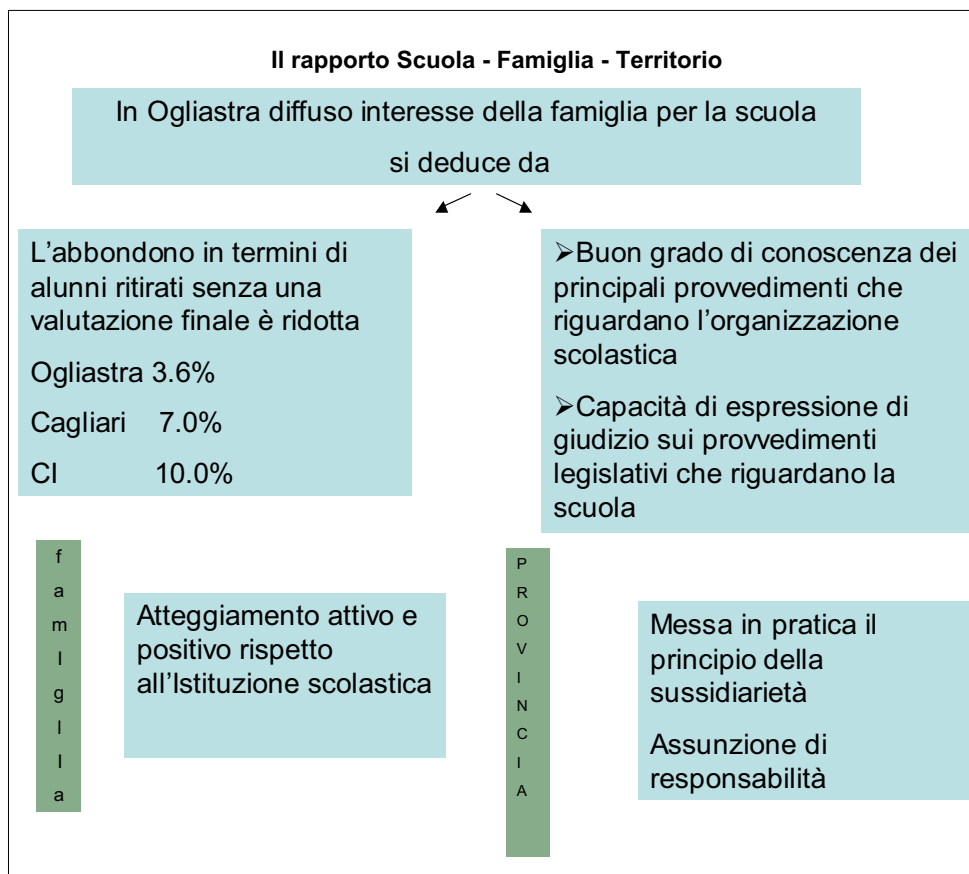 Il rapporto Scuola - Famiglia - Territorio
In Ogliastra diffuso interesse della famiglia per la scuola
si deduce da
L’abbondono in termini di
alunni ritirati senza una
valutazione finale è ridotta
Ogliastra 3.6%
Cagliari 7.0%
CI 10.0%
➢Buon grado di conoscenza dei
principali provvedimenti che
riguardano l’organizzazione
scolastica
➢Capacità di espressione di
giudizio sui provvedimenti
legislativi che riguardano la
scuola
f
a
m
I
g
l
I
a
Atteggiamento attivo e
positivo rispetto
all’Istituzione scolastica
P
R
O
V
I
N
C
I
A
Messa in pratica il
principio della
sussidiarietà
Assunzione di
responsabilità